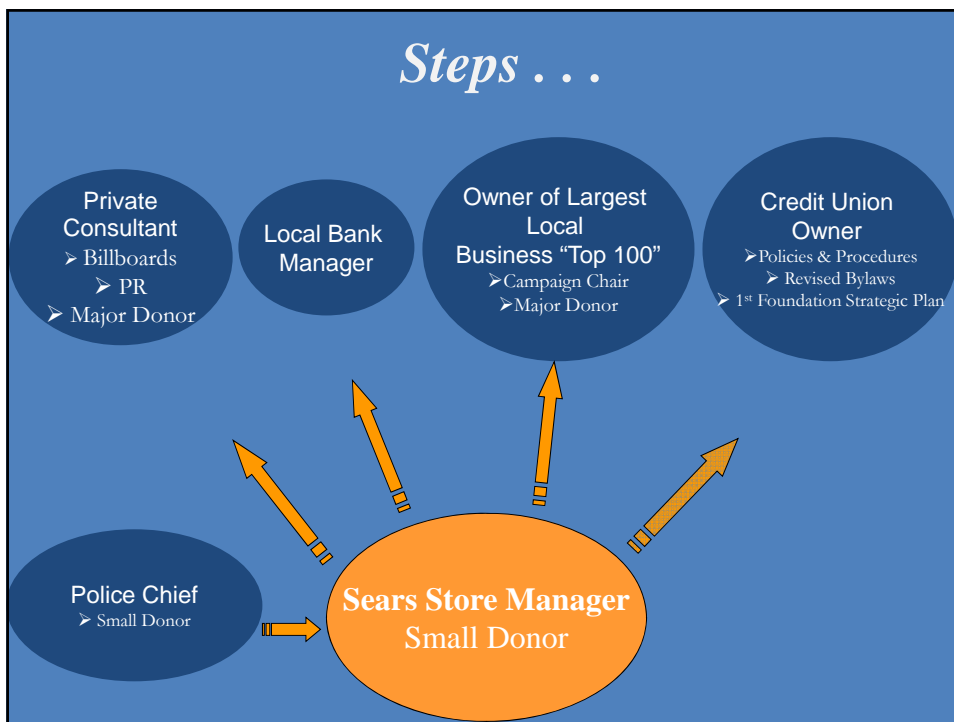 Steps . . .
Private
Consultant
➢ Billboards
➢ PR
➢ Major Donor
Local Bank
Manager
Owner of Largest
Local
Business “Top 100”
➢Campaign Chair
➢Major Donor
Credit Union
Owner
➢Policies & Procedures
➢ Revised Bylaws
➢ 1st Foundation Strategic Plan
Police Chief
➢ Small Donor
Sears Store Manager
Small Donor